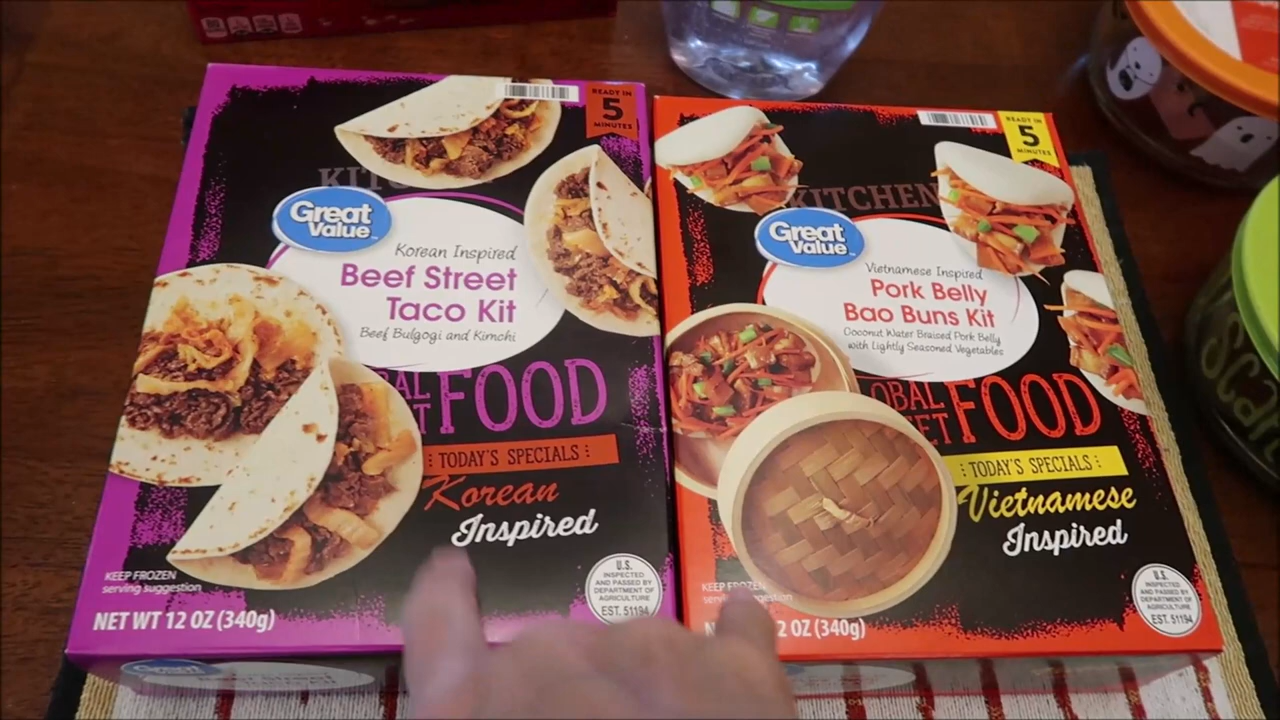 READY IN
5
MINUTES
Great
Value
Korean Inspired
Beef Street
Taco Kit
Beef Bulgogi and Kimchi
FOOD
TODAY'S SPECIALS
Korean
Inspired
KEEP FROZEN
serving suggestion
NET WT 12 OZ (340g)
U.S.
INSPECTED
AND PASSED BY
DEPARTMENT OF
AGRICULTURE
EST. 51194
Great
READY IN
5
MINUTES
KITCHEN
Great
Value
Vietnamese Inspired
Pork Belly
Bao Buns Kit
Coconut Water Braised Pork Belly
with Lightly Seasoned Vegetables
OBAL
EET
FOOD
TODAY'S SPECIALS
Vietnamese
Inspired
KEEP FROZEN
2 OZ (340g)
U.S.
INSPECTED
AND PASSED BY
DEPARTMENT OF
AGRICULTURE
EST. 51194